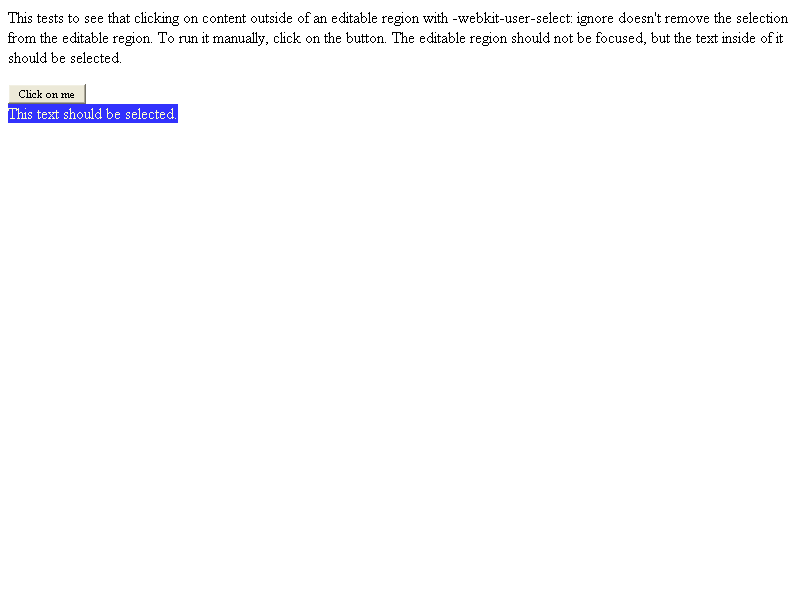 This tests to see that clicking on content outside of an editable region with -webkit-user-select: ignore doesn't remove the selection
from the editable region. To run it manually, click on the button. The editable region should not be focused, but the text inside of it
should be selected.
Click on me
This text should be selected.